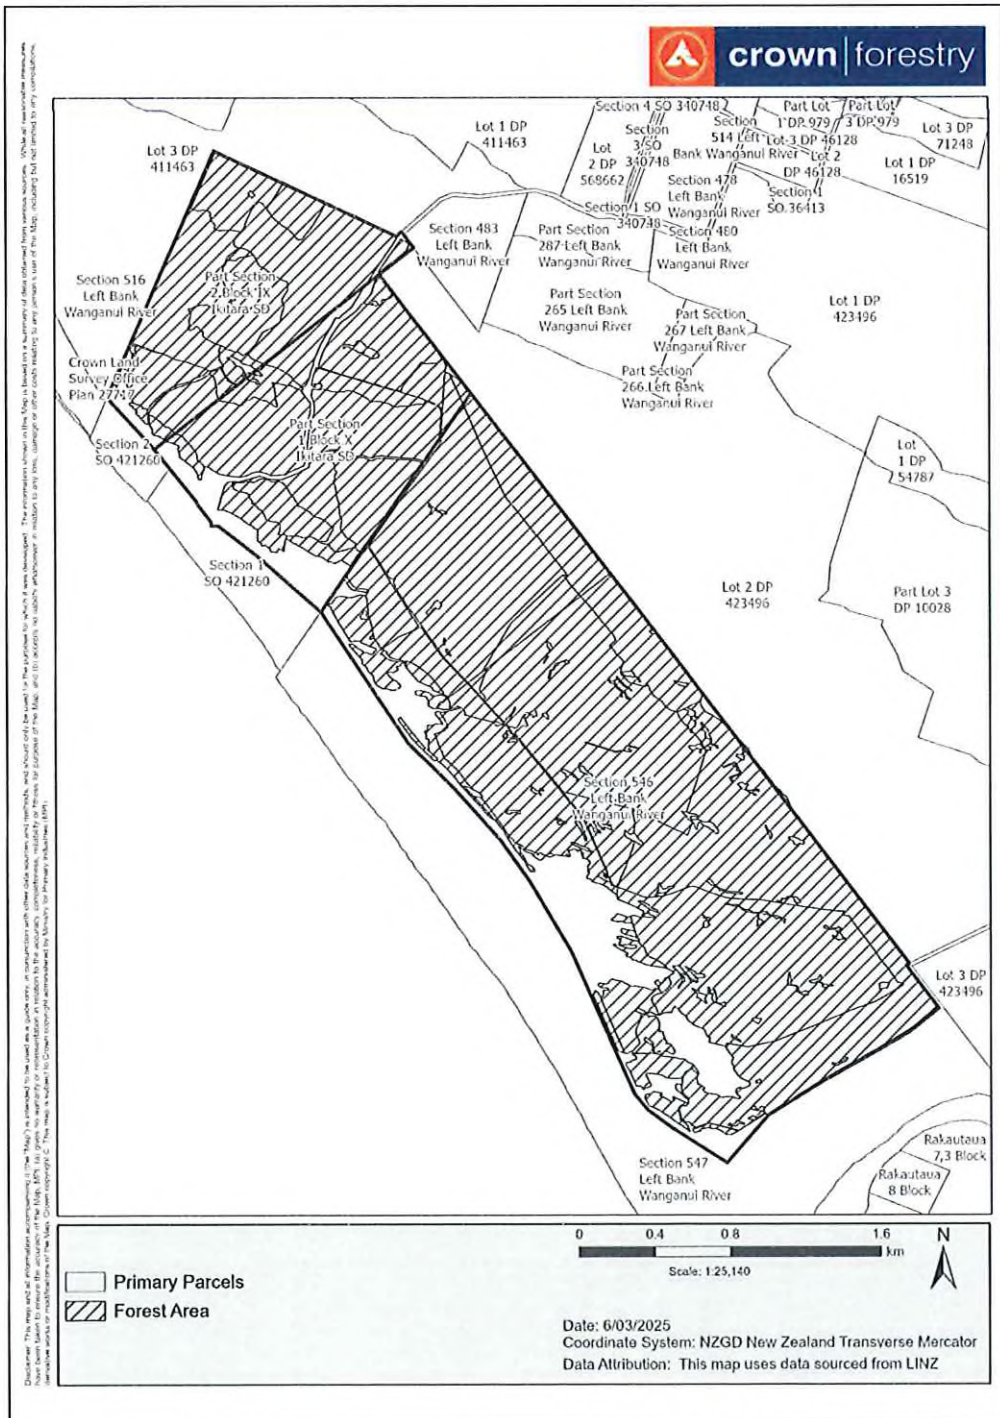 crown | forestry
Section 4 SO 340748
Part Lot
1 DP 979
Part Lot
3 DP 979
Lot 3 DP
71248
Lot 1 DP
411463
Lot 3 DP
411463
Section
3 SO
340748
Section
514 Left
Bank Wanganui River
Lot 3 DP 46128
Lot 2
DP 46128
Lot 1 DP
16519
Lot
2 DP
568662
Section 478
Left Bank
Wanganui River
Section 1
SO 36413
Section 1 SO
340748
Section 483
Left Bank
Wanganui River
Part Section
287 Left Bank
Wanganui River
Section 480
Left Bank
Wanganui River
Section 516
Left Bank
Wanganui River
Part Section
2 Block IX
Ikitara SD
Part Section
265 Left Bank
Wanganui River
Part Section
267 Left Bank
Wanganui River
Lot 1 DP
423496
Crown Land
Survey Office
Plan 27717
Part Section
266 Left Bank
Wanganui River
Section 2
SO 421260
Part Section
1 Block X
Ikitara SD
Lot
1 DP
54787
Section 1
SO 421260
Lot 2 DP
423496
Part Lot 3
DP 10028
Section 546
Left Bank
Wanganui River
Lot 3 DP
423496
Section 547
Left Bank
Wanganui River
Rakautaua
7,3 Block
Rakautaua
8 Block
Primary Parcels
Forest Area
0 0.4 0.8 1.6
km
Scale: 1:25,140
N
Date: 6/03/2025
Coordinate System: NZGD New Zealand Transverse Mercator
Data Attribution: This map uses data sourced from LINZ